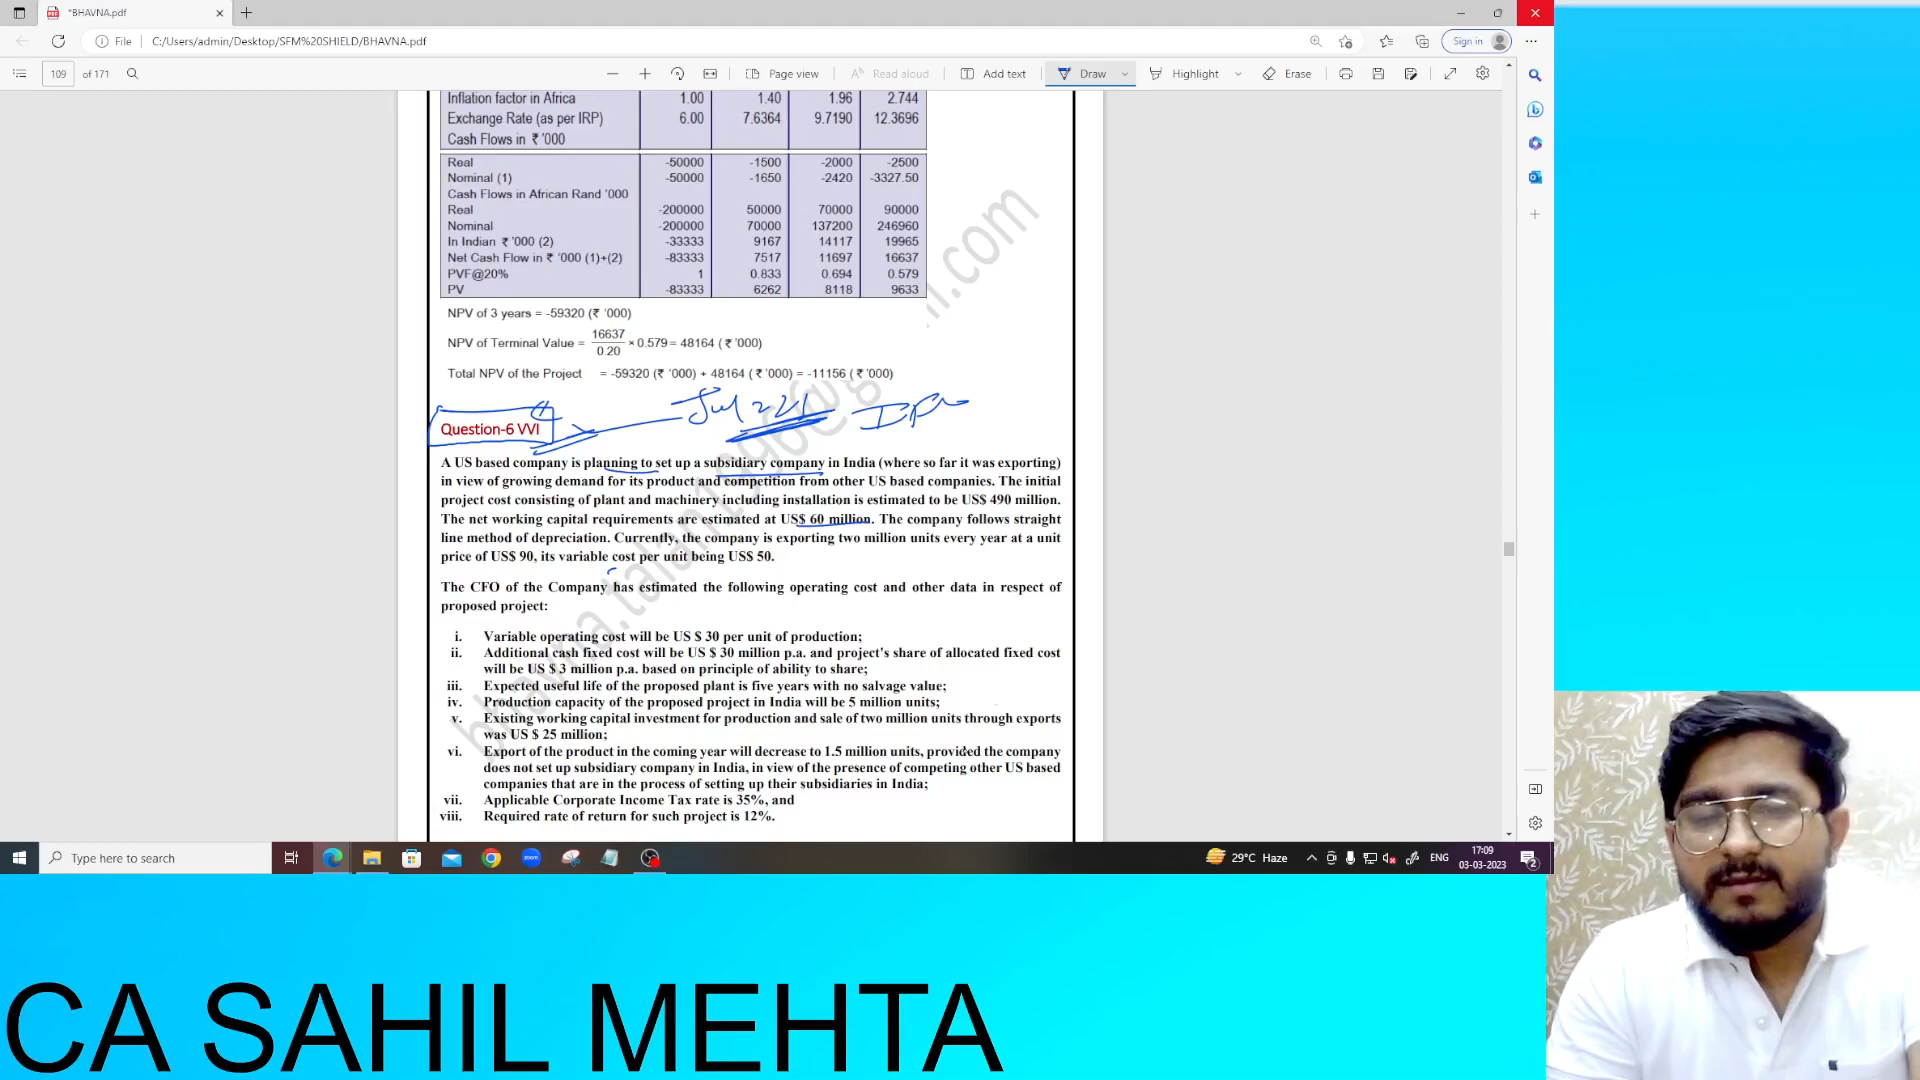 *BHAVNA.pdf
File C:/Users/admin/Desktop/SFM%20SHIELD/BHAVNA.pdf Sign in
109 of 171 Page view Read aloud Add text Draw Highlight Erase
Inflation factor in Africa 1.00 1.40 1.96 2.744
Exchange Rate (as per IRP) 6.00 7.6364 9.7190 12.3696
Cash Flows in ₹ '000
Real -50000 -1500 -2000 -2500
Nominal (1) -50000 -1650 -2420 -3327.50
Cash Flows in African Rand '000
Real -200000 50000 70000 90000
Nominal -200000 70000 137200 246960
In Indian ₹ '000 (2) -33333 9167 14117 19965
Net Cash Flow in ₹ '000 (1)+(2) -83333 7517 11697 16637
PVF@20% 1 0.833 0.694 0.579
PV -83333 6262 8118 9633
NPV of 3 years = -59320 (₹ '000)
NPV of Terminal Value = 16637/0.20 × 0.579 = 48164 (₹ '000)
Total NPV of the Project = -59320 (₹ '000) + 48164 (₹ '000) = -11156 (₹ '000)
Jul 2021
Question-6 VVI
A US based company is planning to set up a subsidiary company in India (where so far it was exporting)
in view of growing demand for its product and competition from other US based companies. The initial
project cost consisting of plant and machinery including installation is estimated to be US$ 490 million.
The net working capital requirements are estimated at US$ 60 million. The company follows straight
line method of depreciation. Currently, the company is exporting two million units every year at a unit
price of US$ 90, its variable cost per unit being US$ 50.
The CFO of the Company has estimated the following operating cost and other data in respect of
proposed project:
i. Variable operating cost will be US $ 30 per unit of production;
ii. Additional cash fixed cost will be US $ 30 million p.a. and project's share of allocated fixed cost
will be US $ 3 million p.a. based on principle of ability to share;
iii. Expected useful life of the proposed plant is five years with no salvage value;
iv. Production capacity of the proposed project in India will be 5 million units;
v. Existing working capital investment for production and sale of two million units through exports
was US $ 25 million;
vi. Export of the product in the coming year will decrease to 1.5 million units, provided the company
does not set up subsidiary company in India, in view of the presence of competing other US based
companies that are in the process of setting up their subsidiaries in India;
vii. Applicable Corporate Income Tax rate is 35%, and
viii. Required rate of return for such project is 12%.
Type here to search zoom 29°C Haze ENG 17:09
03-03-2023 2
CA SAHIL MEHTA